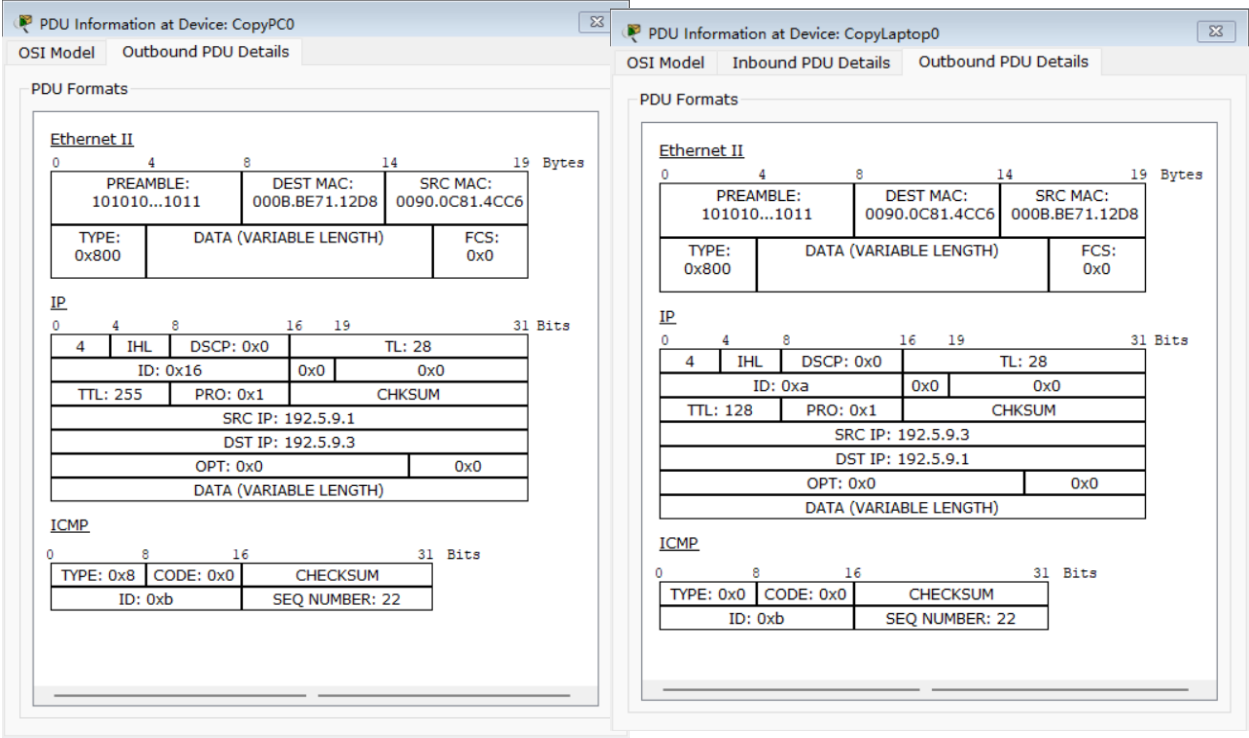 PDU Information at Device: CopyPC0
OSI Model Outbound PDU Details
PDU Formats
Ethernet II
0 4 8 14 19 Bytes
PREAMBLE: DEST MAC: SRC MAC:
101010...1011 000B.BE71.12D8 0090.0C81.4CC6
TYPE: DATA (VARIABLE LENGTH) FCS:
0x800 0x0
IP
0 4 8 16 19 31 Bits
4 IHL DSCP: 0x0 TL: 28
ID: 0x16 0x0 0x0
TTL: 255 PRO: 0x1 CHKSUM
SRC IP: 192.5.9.1
DST IP: 192.5.9.3
OPT: 0x0 0x0
DATA (VARIABLE LENGTH)
ICMP
0 8 16 31 Bits
TYPE: 0x8 CODE: 0x0 CHECKSUM
ID: 0xb SEQ NUMBER: 22
PDU Information at Device: CopyLaptop0
OSI Model Inbound PDU Details Outbound PDU Details
PDU Formats
Ethernet II
0 4 8 14 19 Bytes
PREAMBLE: DEST MAC: SRC MAC:
101010...1011 0090.0C81.4CC6 000B.BE71.12D8
TYPE: DATA (VARIABLE LENGTH) FCS:
0x800 0x0
IP
0 4 8 16 19 31 Bits
4 IHL DSCP: 0x0 TL: 28
ID: 0xa 0x0 0x0
TTL: 128 PRO: 0x1 CHKSUM
SRC IP: 192.5.9.3
DST IP: 192.5.9.1
OPT: 0x0 0x0
DATA (VARIABLE LENGTH)
ICMP
0 8 16 31 Bits
TYPE: 0x0 CODE: 0x0 CHECKSUM
ID: 0xb SEQ NUMBER: 22